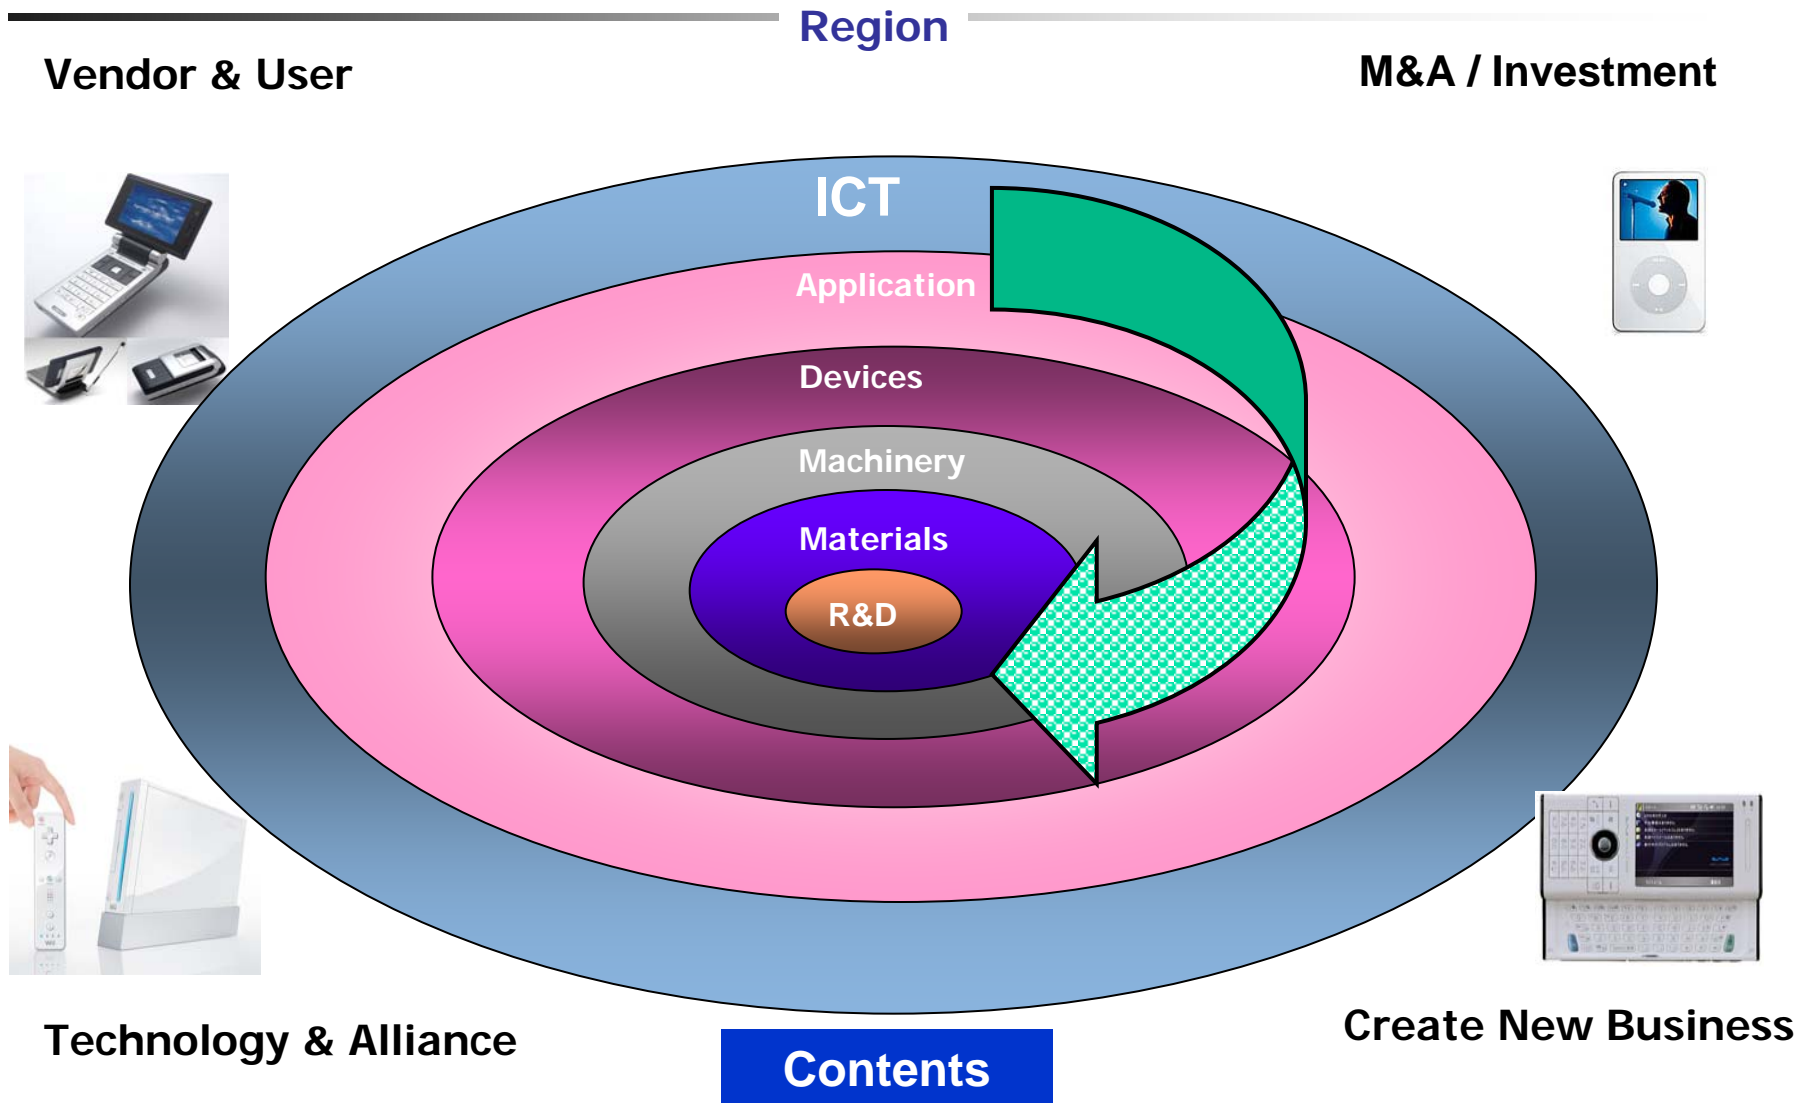 Region
Vendor & User
M&A / Investment
ICT
Application
Devices
Machinery
Materials
R&D
Technology & Alliance
Create New Business
Contents